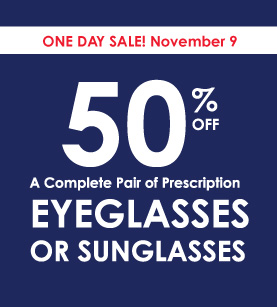 ONE DAY SALE! November 9
50% OFF
A Complete Pair of Prescription
EYEGLASSES
OR SUNGLASSES